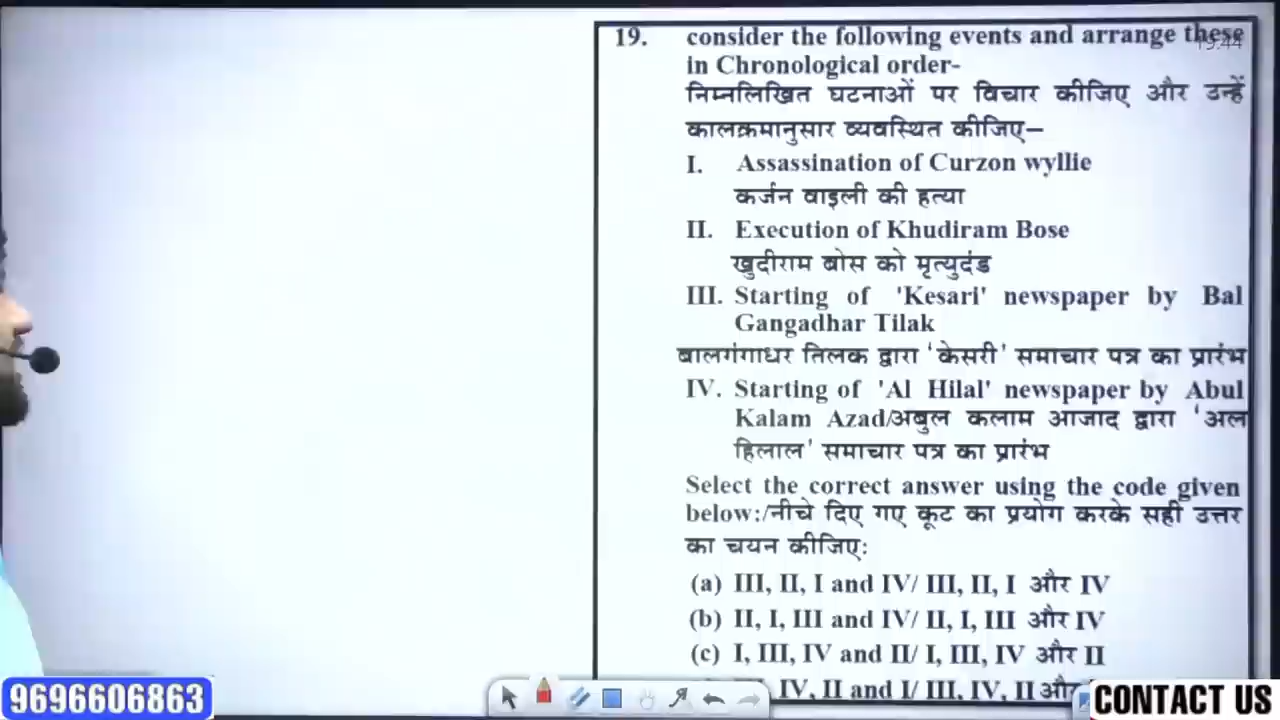 19. consider the following events and arrange these
in Chronological order-
निम्नलिखित घटनाओं पर विचार कीजिए और उन्हें
कालक्रमानुसार व्यवस्थित कीजिए–
I. Assassination of Curzon wyllie
कर्जन वाइली की हत्या
II. Execution of Khudiram Bose
खुदीराम बोस को मृत्युदंड
III. Starting of 'Kesari' newspaper by Bal
Gangadhar Tilak
बालगंगाधर तिलक द्वारा 'केसरी' समाचार पत्र का प्रारंभ
IV. Starting of 'Al Hilal' newspaper by Abul
Kalam Azad/अबुल कलाम आजाद द्वारा 'अल
हिलाल' समाचार पत्र का प्रारंभ
Select the correct answer using the code given
below:/नीचे दिए गए कूट का प्रयोग करके सही उत्तर
का चयन कीजिए:
(a) III, II, I and IV/ III, II, I और IV
(b) II, I, III and IV/ II, I, III और IV
(c) I, III, IV and II/ I, III, IV और II
IV, II and I/ III, IV, II और
9696606863
CONTACT US